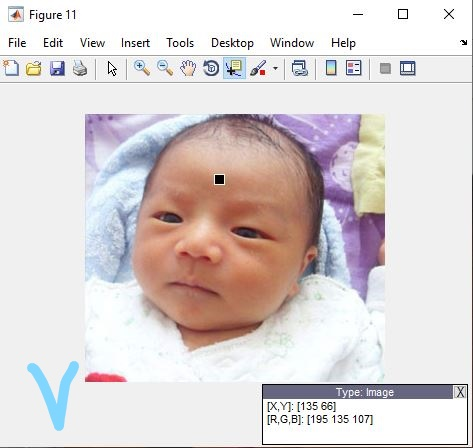 Figure 11
File Edit View Insert Tools Desktop Window Help
Type: Image X
[X,Y]: [135 66]
[R,G,B]: [195 135 107]
V